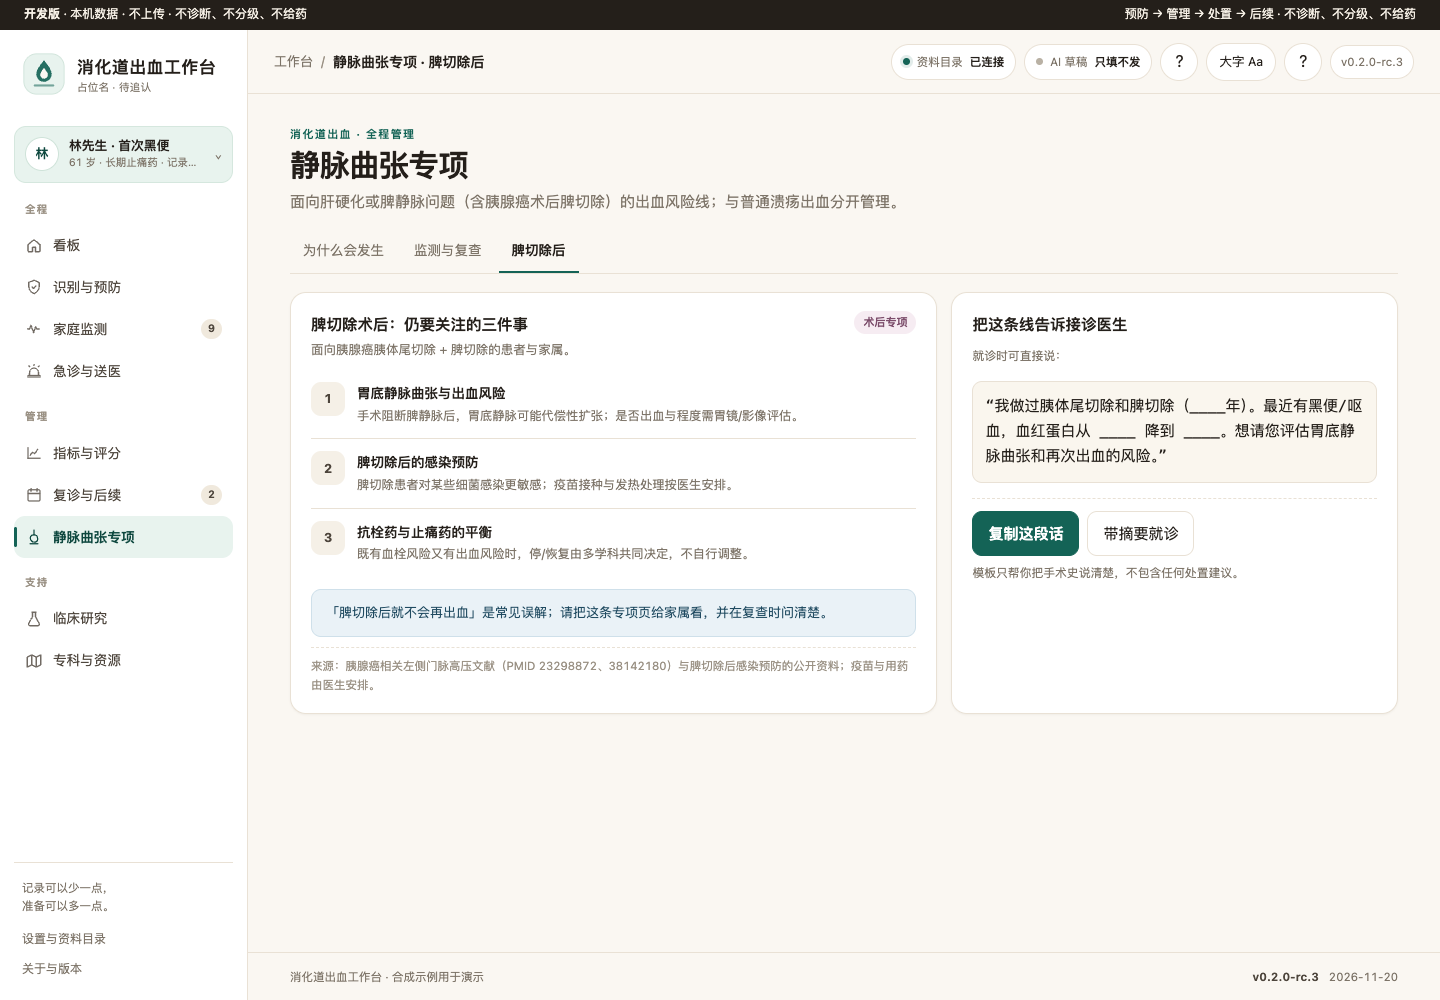 开发版 · 本机数据 · 不上传 · 不诊断、不分级、不给药
预防 → 管理 → 处置 → 后续 · 不诊断、不分级、不给药
消化道出血工作台
占位名 · 待追认
林
林先生 · 首次黑便
61 岁 · 长期止痛药 · 记录...
全程
看板
识别与预防
家庭监测 9
急诊与送医
管理
指标与评分
复诊与后续 2
静脉曲张专项
支持
临床研究
专科与资源
记录可以少一点，
准备可以多一点。
设置与资料目录
关于与版本
工作台 / 静脉曲张专项 · 脾切除后
资料目录 已连接
AI 草稿 只填不发
?
大字 Aa
?
v0.2.0-rc.3
消化道出血 · 全程管理
静脉曲张专项
面向肝硬化或脾静脉问题（含胰腺癌术后脾切除）的出血风险线；与普通溃疡出血分开管理。
为什么会发生 监测与复查 脾切除后
脾切除术后：仍要关注的三件事
术后专项
面向胰腺癌胰体尾切除 + 脾切除的患者与家属。
1
胃底静脉曲张与出血风险
手术阻断脾静脉后，胃底静脉可能代偿性扩张；是否出血与程度需胃镜/影像评估。
2
脾切除后的感染预防
脾切除患者对某些细菌感染更敏感；疫苗接种与发热处理按医生安排。
3
抗栓药与止痛药的平衡
既有血栓风险又有出血风险时，停/恢复由多学科共同决定，不自行调整。
「脾切除后就不会再出血」是常见误解；请把这条专项页给家属看，并在复查时问清楚。
来源：胰腺癌相关左侧门脉高压文献（PMID 23298872、38142180）与脾切除后感染预防的公开资料；疫苗与用药
由医生安排。
把这条线告诉接诊医生
就诊时可直接说：
“我做过胰体尾切除和脾切除（____年）。最近有黑便/呕
血，血红蛋白从 ____ 降到 ____。想请您评估胃底静
脉曲张和再次出血的风险。”
复制这段话
带摘要就诊
模板只帮你把手术史说清楚，不包含任何处置建议。
消化道出血工作台 · 合成示例用于演示
v0.2.0-rc.3 2026-11-20